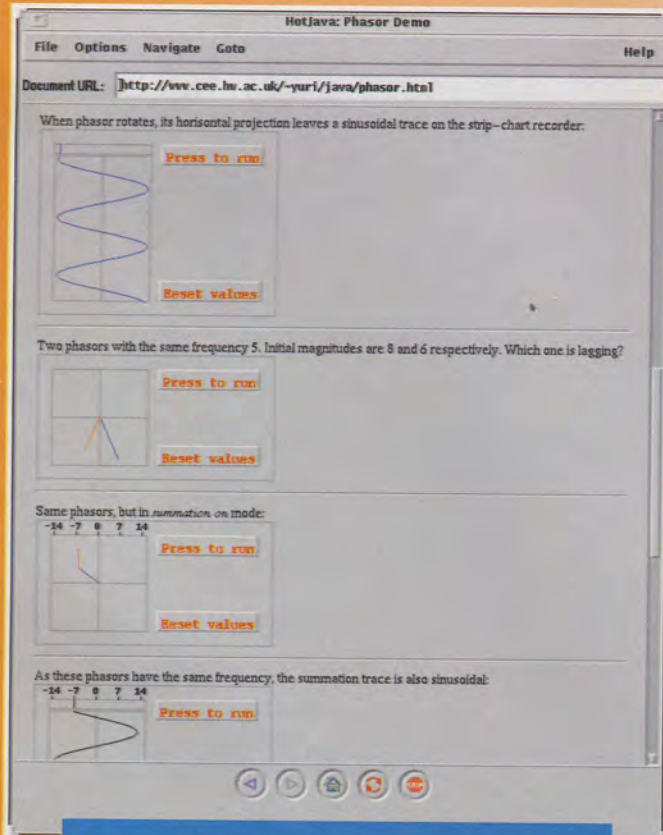 HotJava: Phasor Demo
File Options Navigate Goto Help
Document URL: http://www.cee.hw.ac.uk/~yuri/java/phasor.html
When phasor rotates, its horisontal projection leaves a sinusoidal trace on the strip-chart recorder:
Press to run
Reset values
Two phasors with the same frequency 5. Initial magnitudes are 8 and 6 respectively. Which one is lagging?
Press to run
Reset values
Same phasors, but in summation on mode:
-14 -7 0 7 14
Press to run
Reset values
As these phasors have the same frequency, the summation trace is also sinusoidal:
-14 -7 0 7 14
Press to run